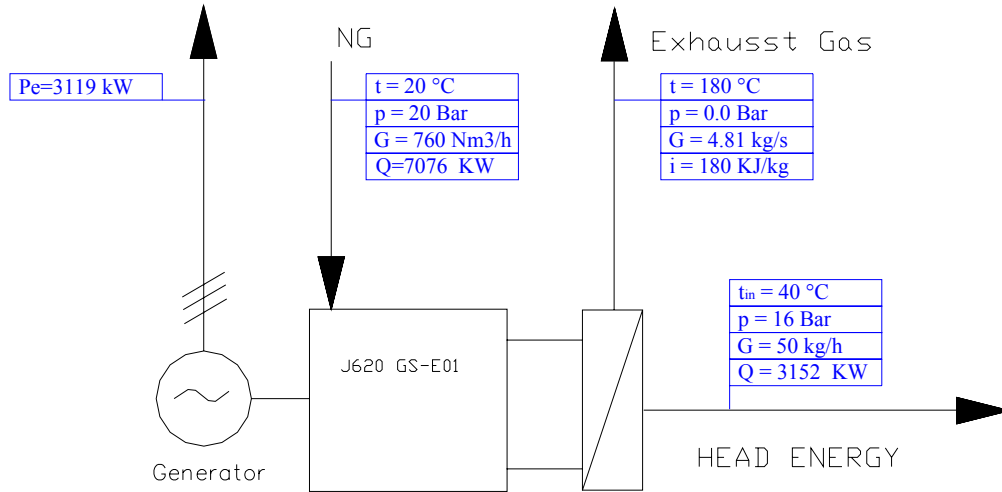 NG
Exhausst Gas
Pe=3119 kW
t = 20 °C
p = 20 Bar
G = 760 Nm3/h
Q=7076 KW
t = 180 °C
p = 0.0 Bar
G = 4.81 kg/s
i = 180 KJ/kg
tin = 40 °C
p = 16 Bar
G = 50 kg/h
Q = 3152 KW
J620 GS-E01
Generator
HEAD ENERGY